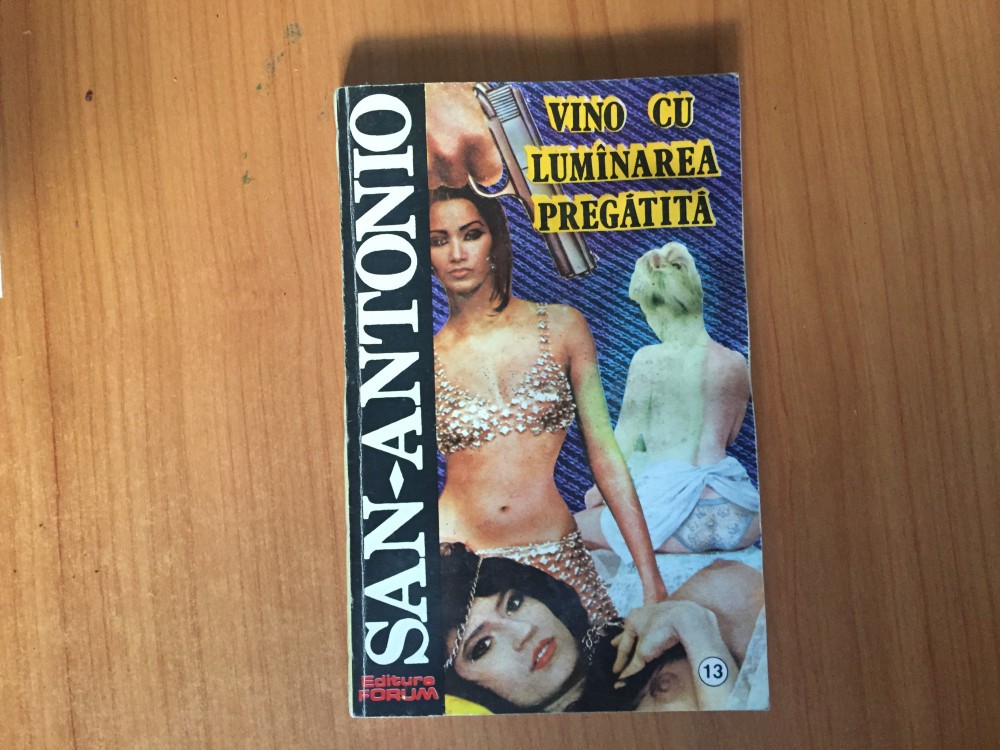 SAN-ANTONIO
VINO CU
LUMÎNAREA
PREGĂTITĂ
Editura
FORUM
13